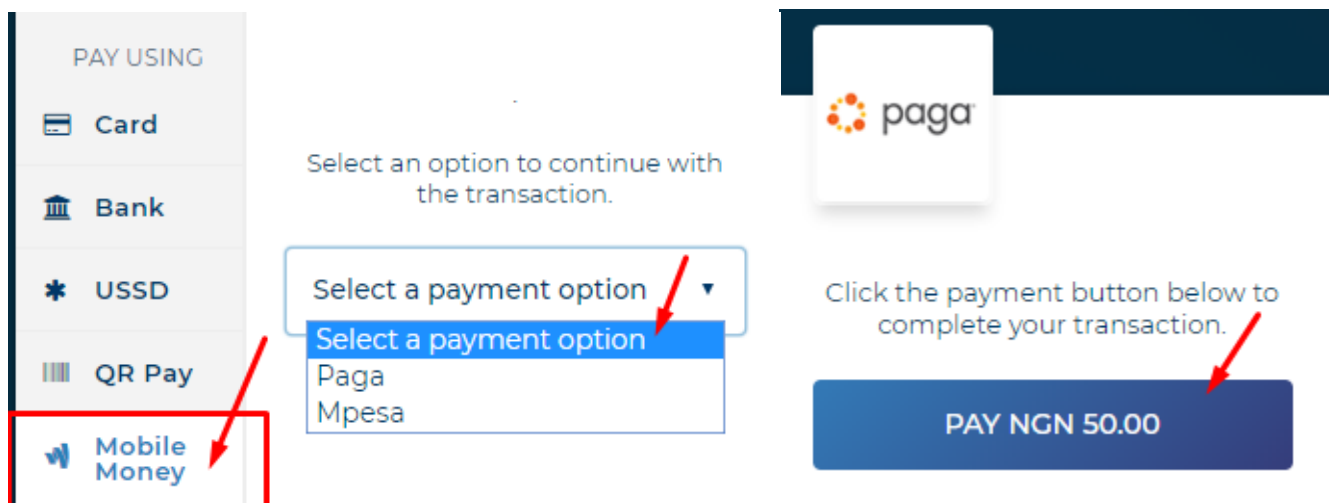 PAY USING
Card
Bank
USSD
QR Pay
Mobile
Money
Select an option to continue with
the transaction.
Select a payment option
Select a payment option
Paga
Mpesa
paga
Click the payment button below to
complete your transaction.
PAY NGN 50.00